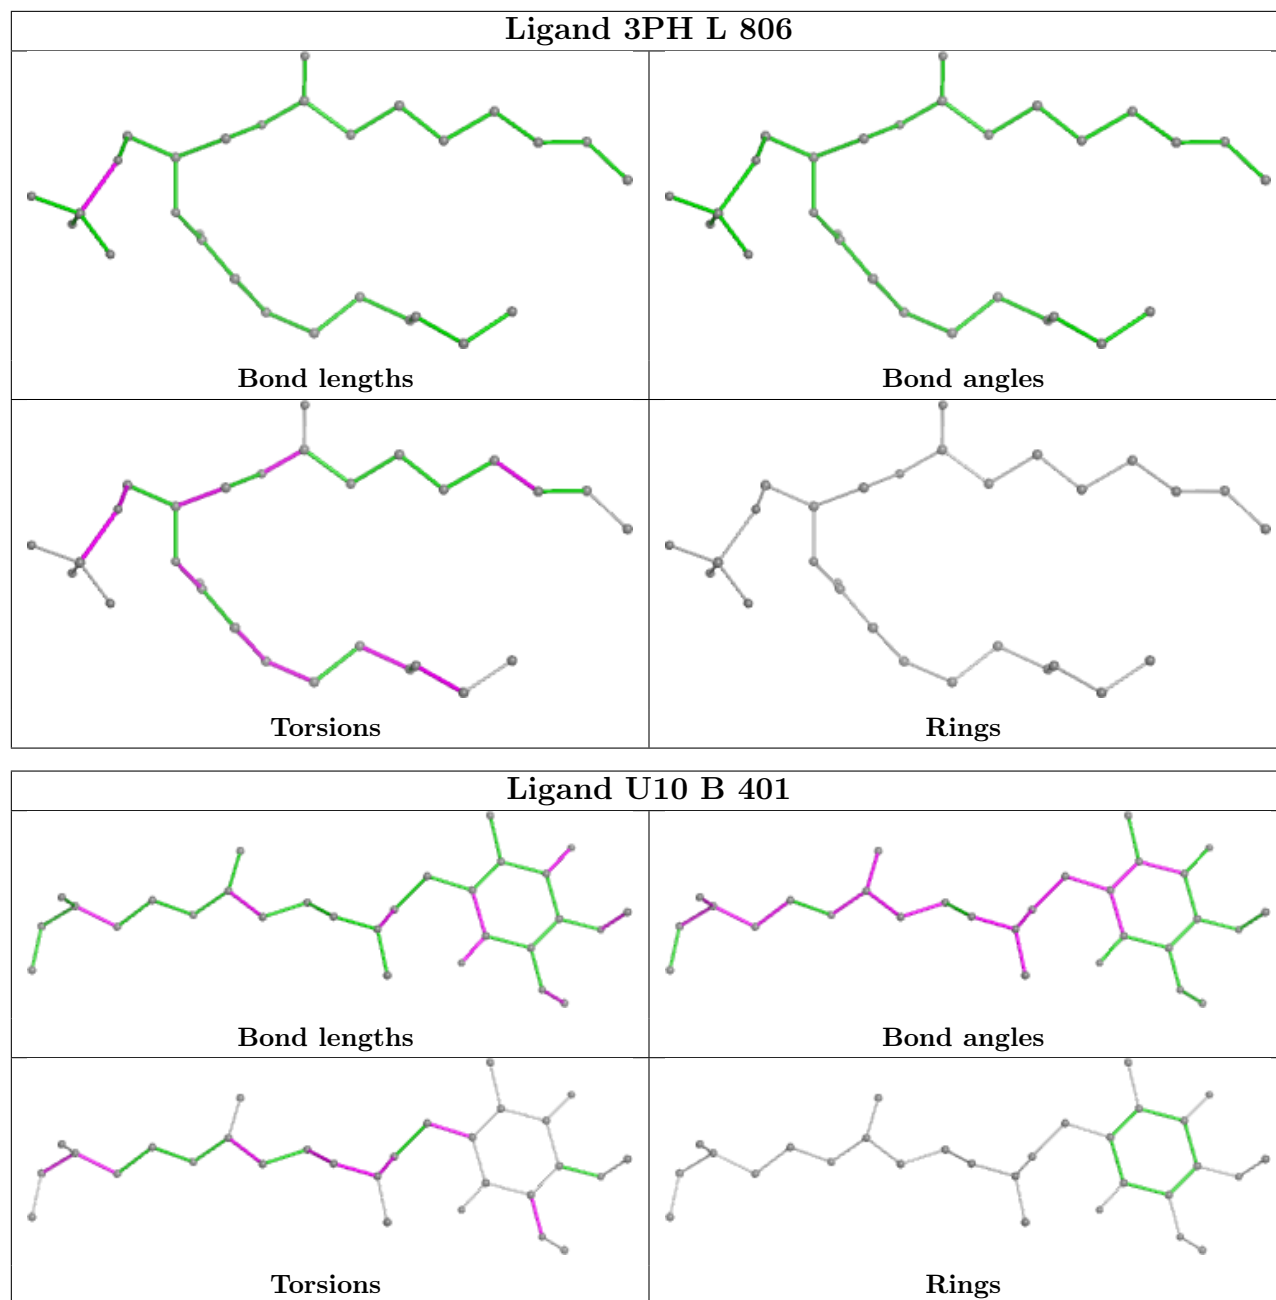 Ligand 3PH L 806
Bond lengths
Bond angles
Torsions
Rings
Ligand U10 B 401
Bond lengths
Bond angles
Torsions
Rings